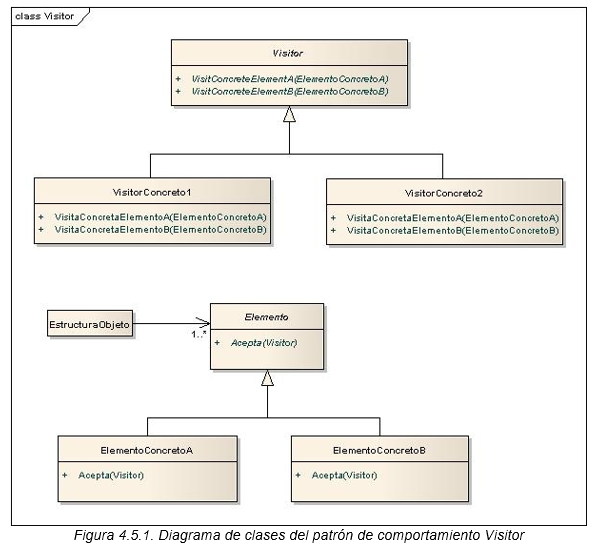 class Visitor
Visitor
+ VisitConcreteElementA(ElementoConcretoA)
+ VisitConcreteElementB(ElementoConcretoB)
VisitorConcreto1
+ VisitaConcretaElementoA(ElementoConcretoA)
+ VisitaConcretaElementoB(ElementoConcretoB)
VisitorConcreto2
+ VisitaConcretaElementoA(ElementoConcretoA)
+ VisitaConcretaElementoB(ElementoConcretoB)
EstructuraObjeto
1..*
Elemento
+ Acepta(Visitor)
ElementoConcretoA
+ Acepta(Visitor)
ElementoConcretoB
+ Acepta(Visitor)
Figura 4.5.1. Diagrama de clases del patrón de comportamiento Visitor